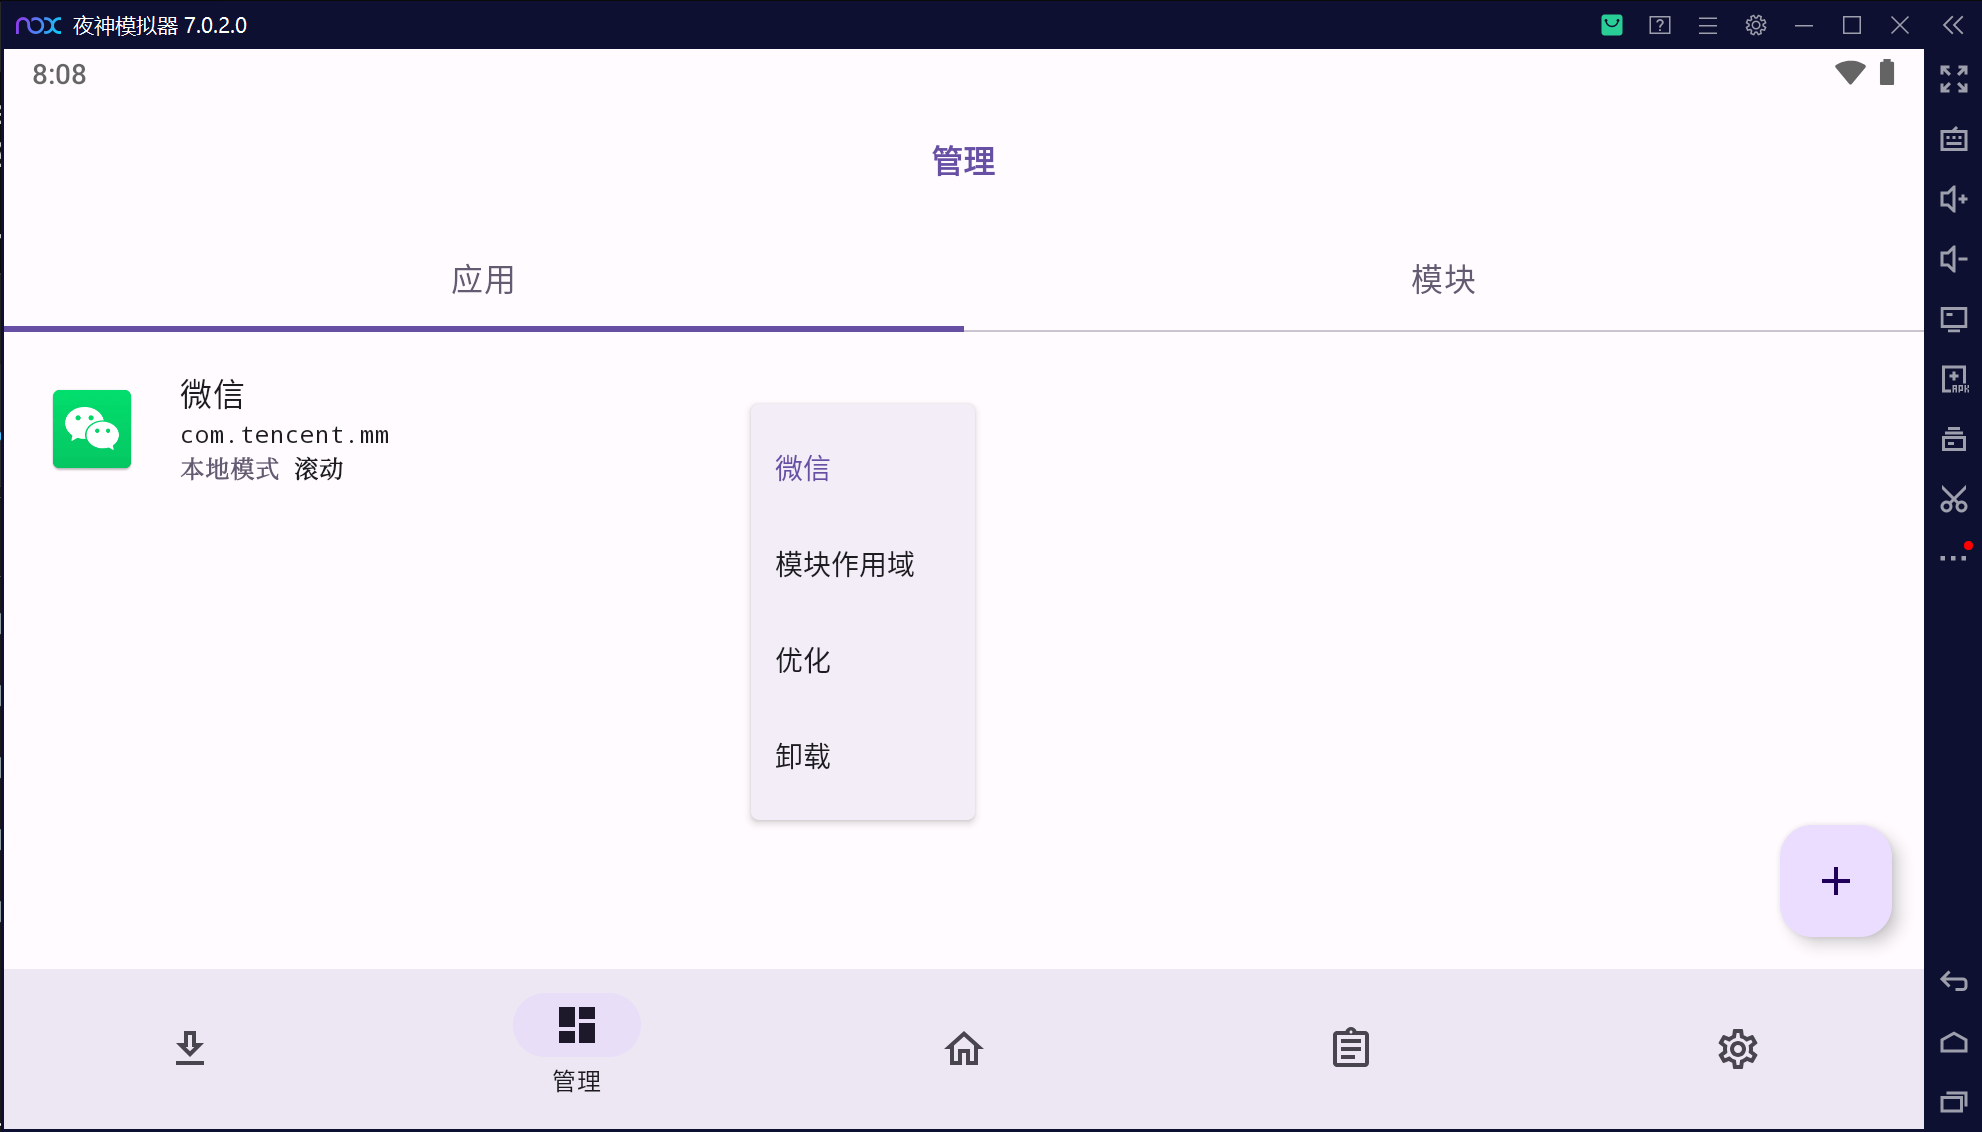 nox 夜神模拟器 7.0.2.0
8:08
管理
应用
模块
微信
com.tencent.mm
本地模式 滚动
微信
模块作用域
优化
卸载
APK
管理